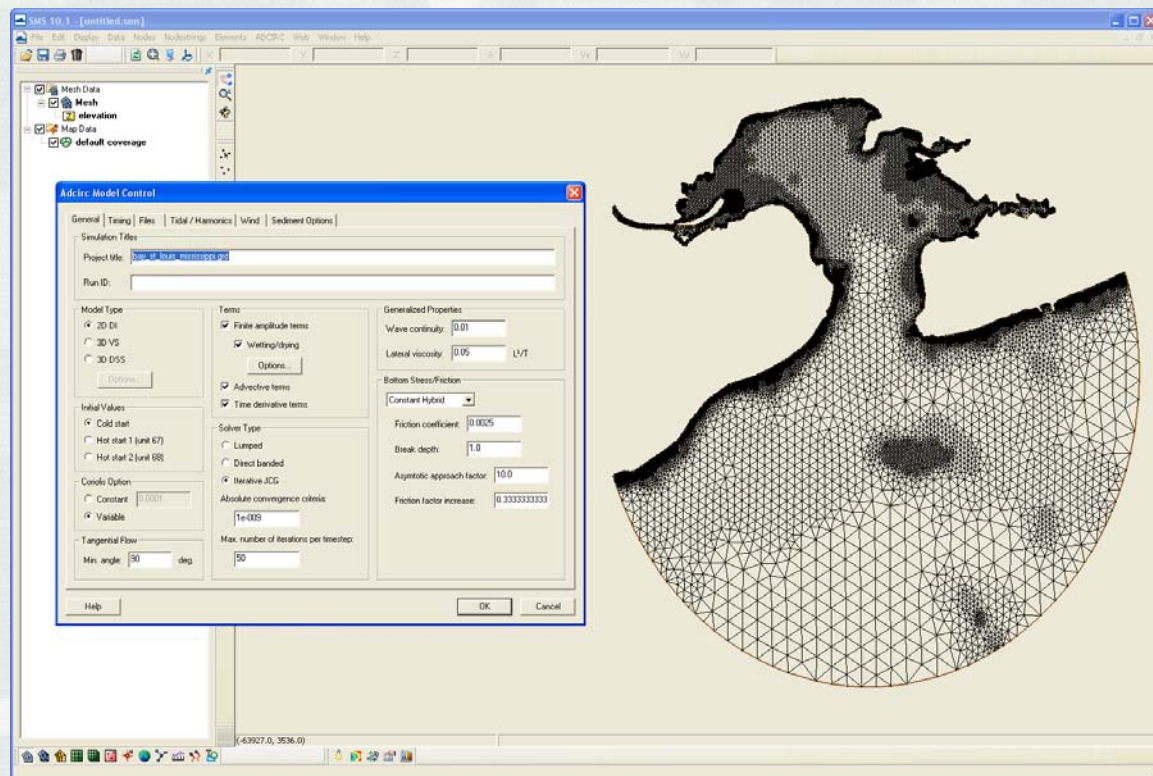 SMS 10.1 - [untitled.sms]
File Edit Display Data Nodes Nodestrings Elements ADCIRC Web Window Help
X Y Z S Vx Vy
Mesh Data
Mesh
elevation
Map Data
default coverage
Adcirc Model Control
General Timing Files Tidal / Harmonics Wind Sediment Options
Simulation Titles
Project title: bay_st_louis_mississippi.grd
Run ID:
Model Type
2D DI
3D VS
3D DSS
Options...
Initial Values
Cold start
Hot start 1 (unit 67)
Hot start 2 (unit 68)
Coriolis Option
Constant 0.0001
Variable
Tangential Flow
Min. angle: 90 deg.
Terms
Finite amplitude terms
Wetting/drying
Options...
Advective terms
Time derivative terms
Solver Type
Lumped
Direct banded
Iterative JCG
Absolute convergence criteria:
1e-009
Max. number of iterations per timestep:
50
Generalized Properties
Wave continuity: 0.01
Lateral viscosity: 0.05 L²/T
Bottom Stress/Friction
Constant Hybrid
Friction coefficient: 0.0025
Break depth: 1.0
Asymtotic approach factor: 10.0
Friction factor increase: 0.3333333333
Help OK Cancel
(-63927.0, 3536.0)